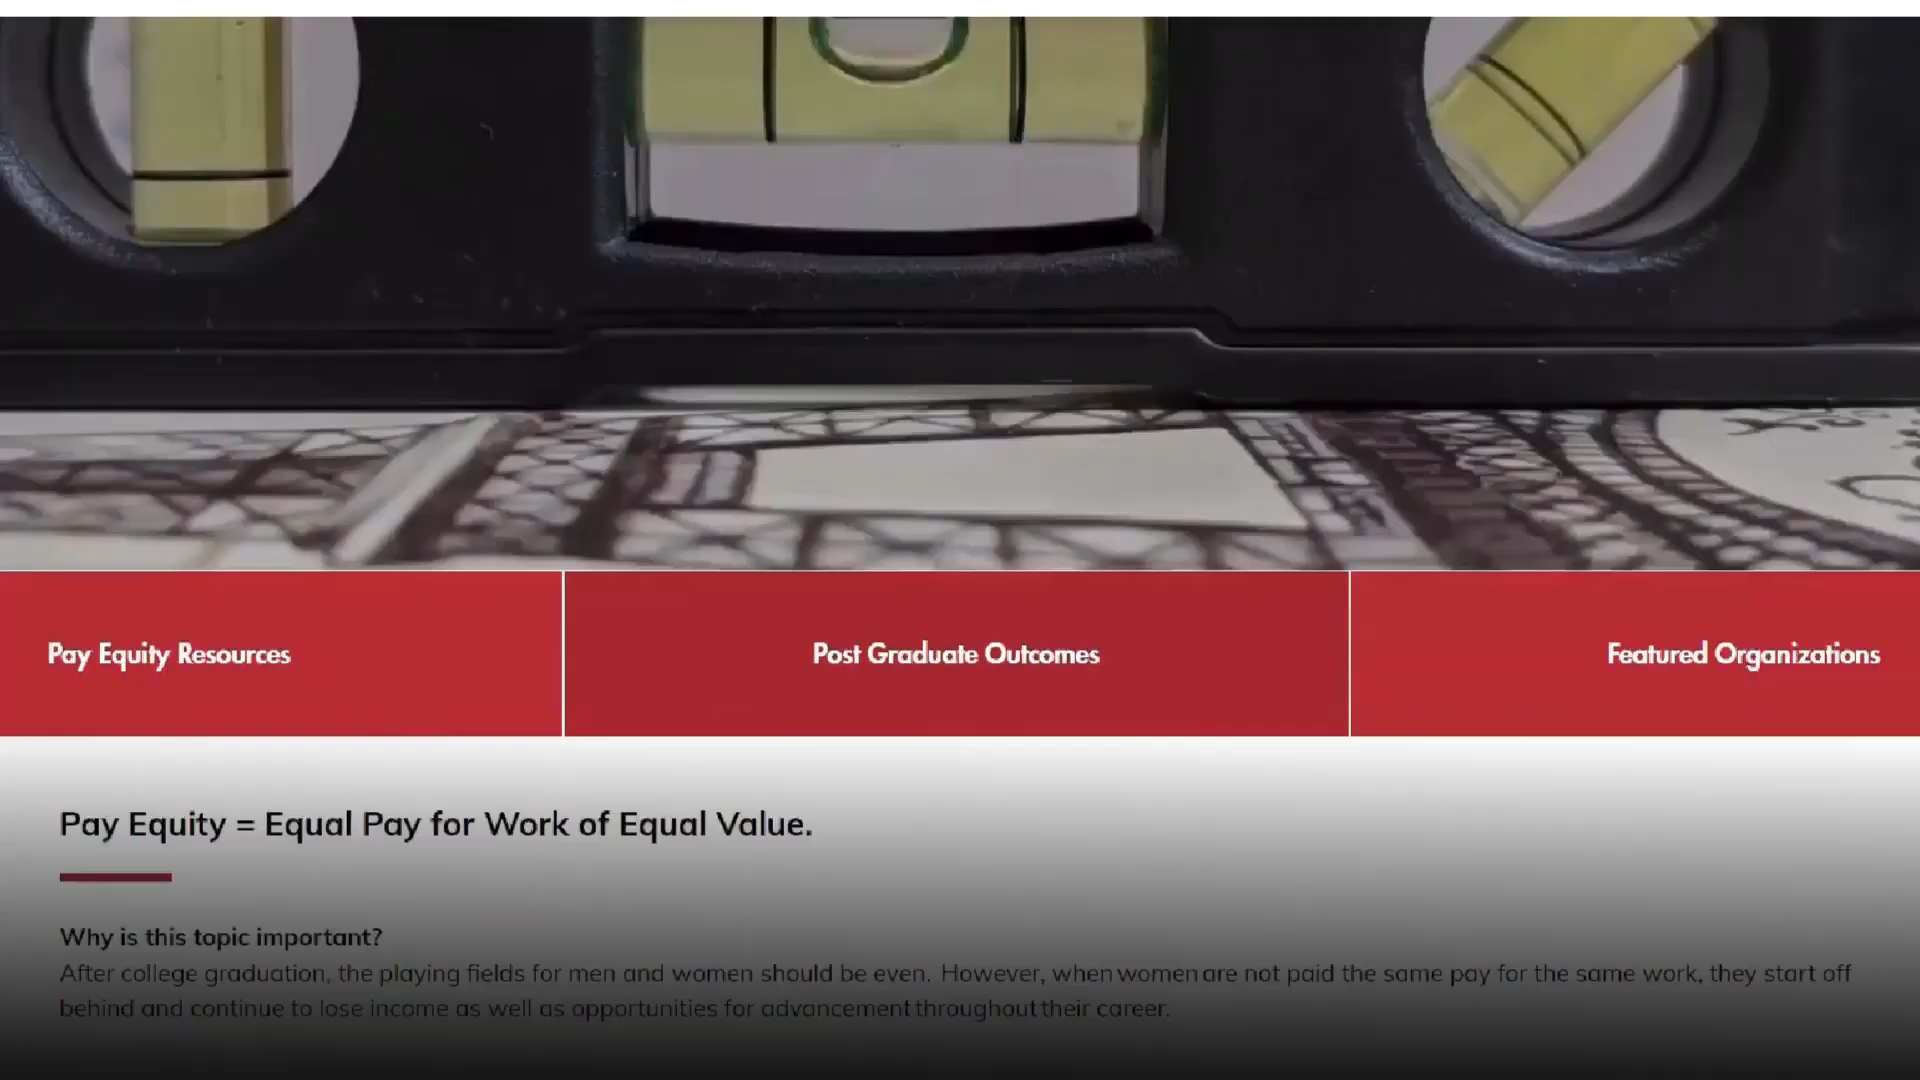 Pay Equity Resources
Post Graduate Outcomes
Featured Organizations
Pay Equity = Equal Pay for Work of Equal Value.
Why is this topic important?
After college graduation, the playing fields for men and women should be even. However, when women are not paid the same pay for the same work, they start off
behind and continue to lose income as well as opportunities for advancement throughout their career.